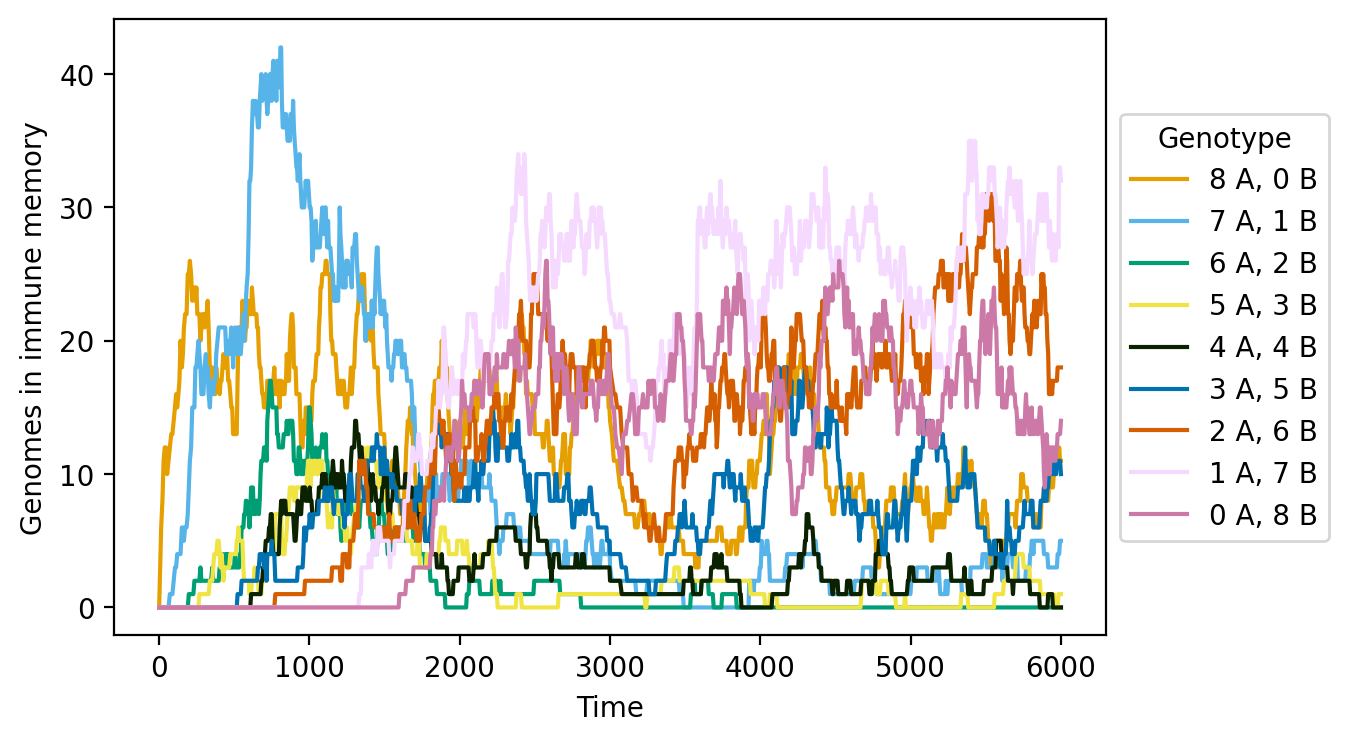 Genomes in immune memory
40
30
20
10
0
0 1000 2000 3000 4000 5000 6000
Time
Genotype
8 A, 0 B
7 A, 1 B
6 A, 2 B
5 A, 3 B
4 A, 4 B
3 A, 5 B
2 A, 6 B
1 A, 7 B
0 A, 8 B